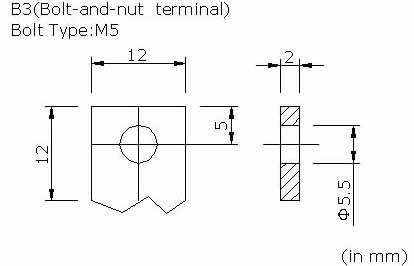 B3(Bolt-and-nut terminal)
Bolt Type:M5
12
2
5
12
Φ5.5
(in mm)